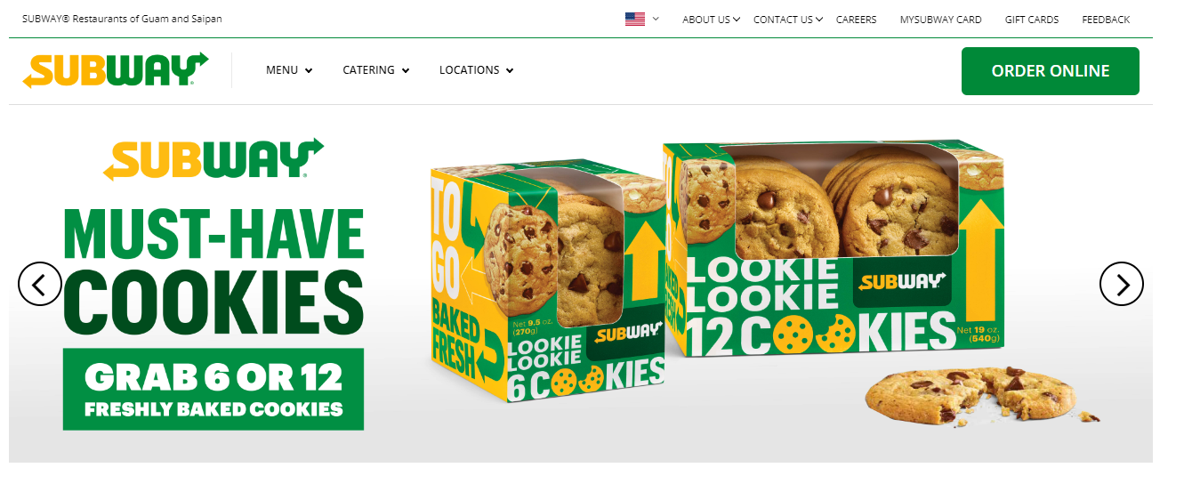 SUBWAY® Restaurants of Guam and Saipan
ABOUT US
CONTACT US
CAREERS
MYSUBWAY CARD
GIFT CARDS
FEEDBACK
SUBWAY®
MENU
CATERING
LOCATIONS
ORDER ONLINE
SUBWAY®
MUST-HAVE
COOKIES
GRAB 6 OR 12
FRESHLY BAKED COOKIES
TO
GO
BAKED
FRESH
Net 9.5 oz.
(270g)
SUBWAY
LOOKIE
LOOKIE
6 COOKIES
LOOKIE
LOOKIE
12 COOKIES
SUBWAY
Net 19 oz.
(540g)